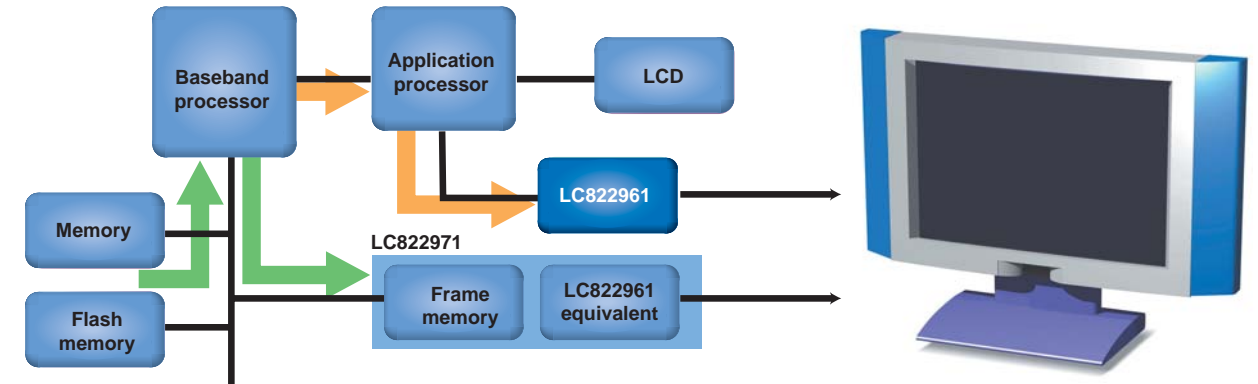 Baseband
processor
Application
processor
LCD
LC822961
Memory
LC822971
Frame
memory
LC822961
equivalent
Flash
memory